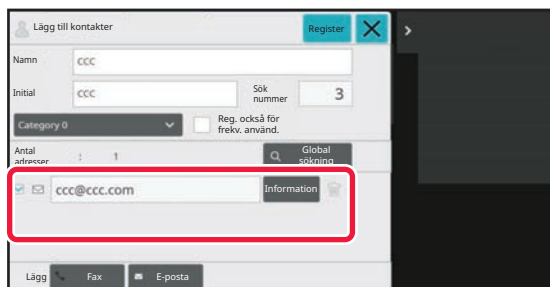 Lägg till kontakter
Register
Namn
ccc
Initial
ccc
Sök
nummer
3
Category 0
Reg. också för
frekv. använd.
Antal
adresser
:
1
Global
sökning
ccc@ccc.com
Information
Lägg
Fax
E-posta